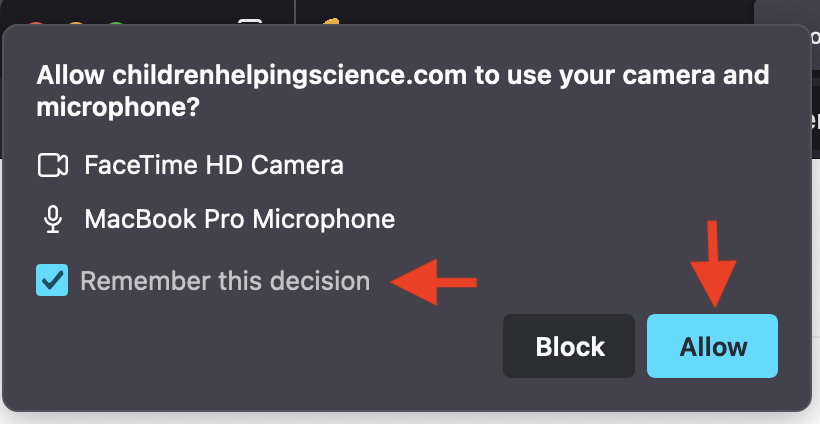 Allow childrenhelpingscience.com to use your camera and
microphone?
FaceTime HD Camera
MacBook Pro Microphone
Remember this decision
Block
Allow